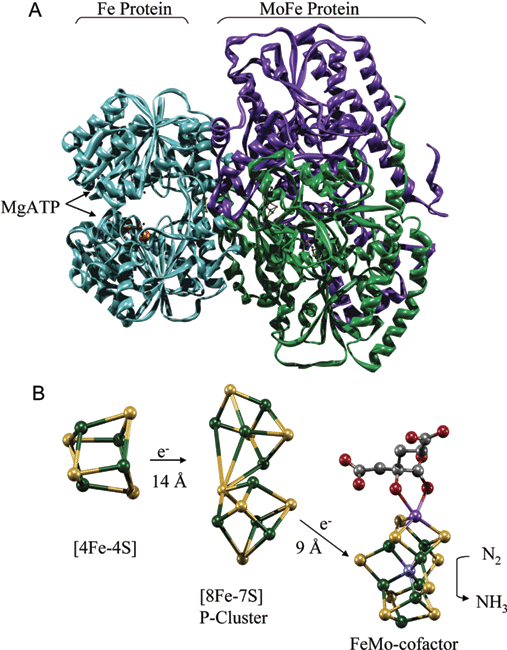 A
Fe Protein
MoFe Protein
MgATP
B
e⁻
14 Å
[4Fe-4S]
[8Fe-7S]
P-Cluster
e⁻
9 Å
N₂
NH₃
FeMo-cofactor